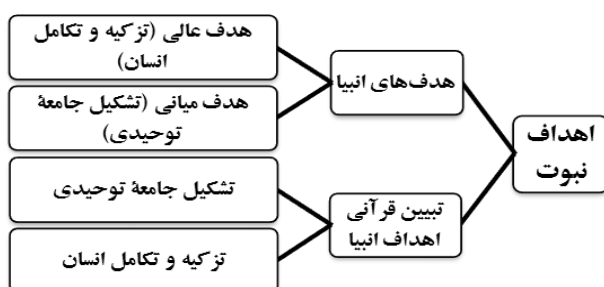 اهداف
نبوت
هدف‌های انبیا
هدف عالی (تزکیه و تکامل
انسان)
هدف میانی (تشکیل جامعهٔ
توحیدی)
تبیین قرآنی
اهداف انبیا
تشکیل جامعهٔ توحیدی
تزکیه و تکامل انسان